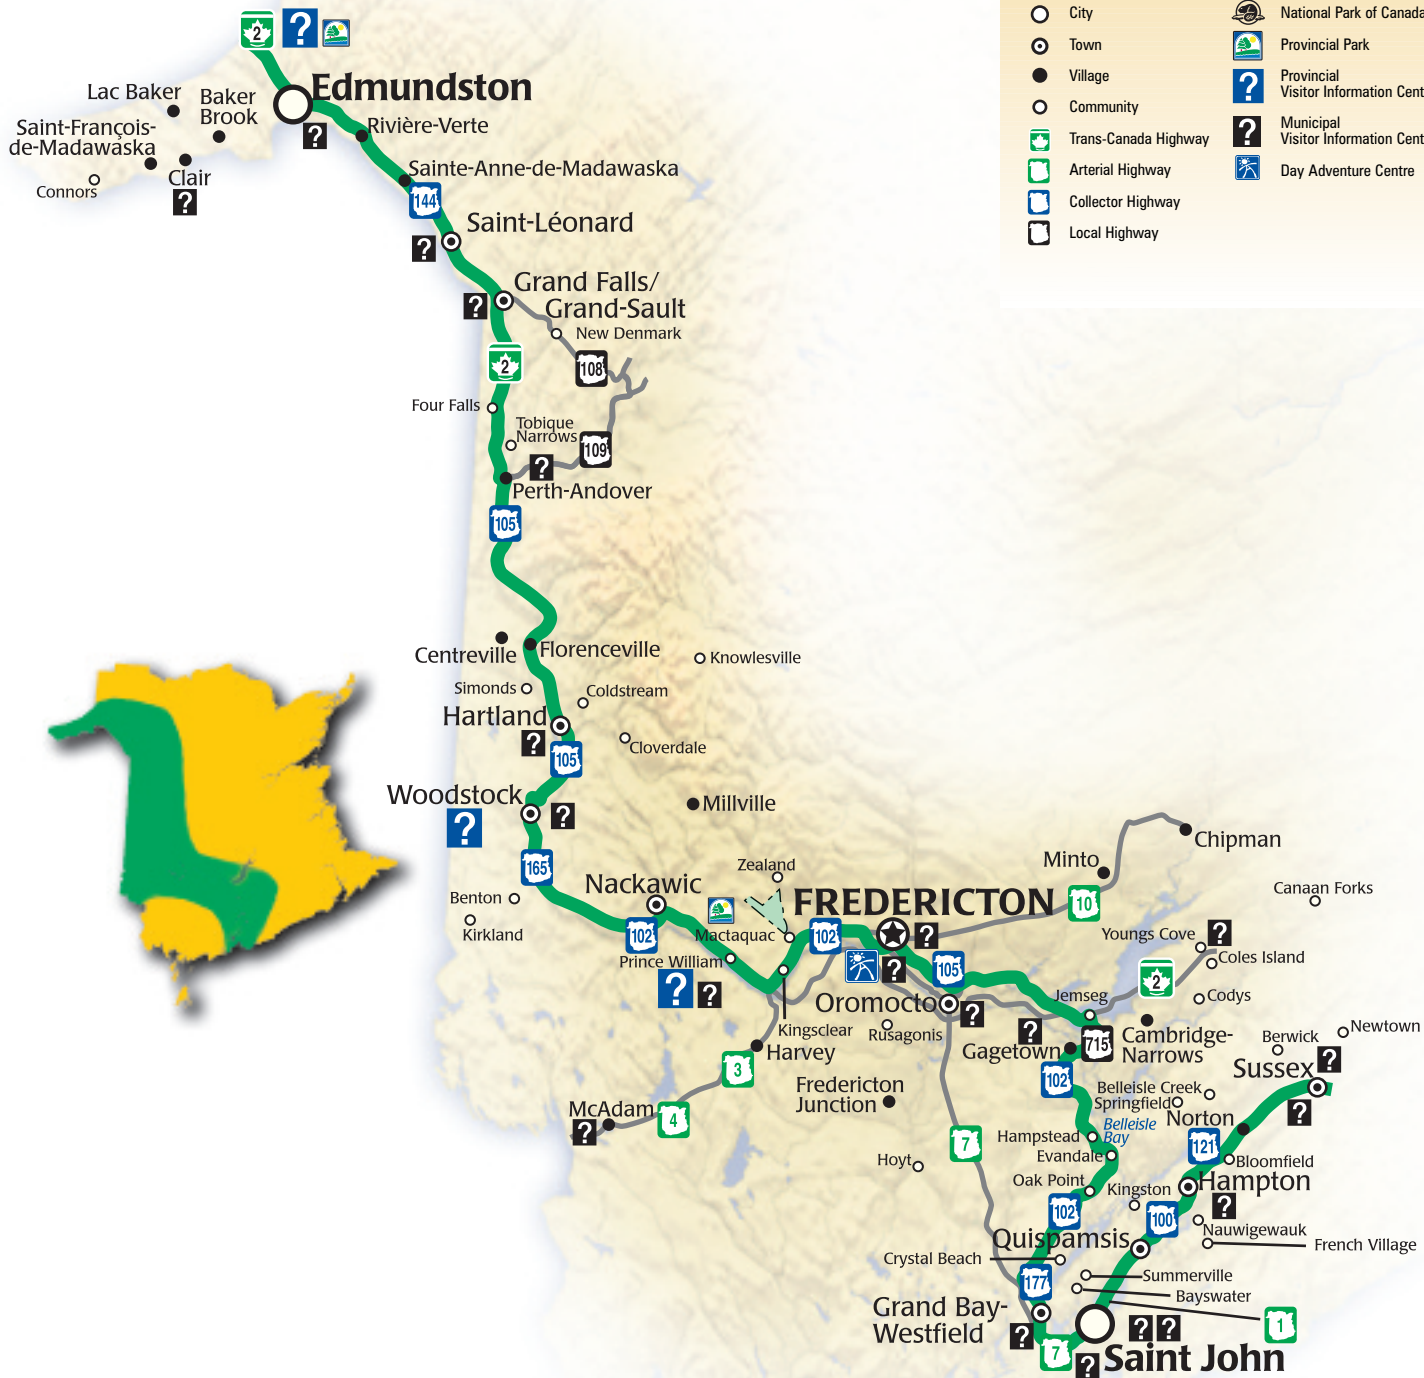 2
?
Edmundston
Lac Baker
Baker
Brook
Rivière-Verte
?
Saint-François-
de-Madawaska
Clair
Connors
?
Sainte-Anne-de-Madawaska
144
Saint-Léonard
?
Grand Falls/
Grand-Sault
?
New Denmark
2
108
Four Falls
Tobique
Narrows
109
?
Perth-Andover
105
Centreville
Florenceville
Knowlesville
Simonds
Coldstream
Hartland
?
Cloverdale
105
Woodstock
?
?
Millville
165
Benton
Kirkland
Nackawic
Zealand
102
Mactaquac
Prince William
?
?
102
FREDERICTON
?
?
105
10
Minto
Chipman
Canaan Forks
Youngs Cove
?
Coles Island
2
Codys
Jemseg
Oromocto
?
Kingsclear
Rusagonis
?
Gagetown
715
Cambridge-
Narrows
Newtown
Berwick
Sussex
?
?
Harvey
3
Fredericton
Junction
102
Belleisle Creek
Springfield
Norton
McAdam
?
4
7
Hampstead
Belleisle
Bay
Evandale
121
Bloomfield
Hoyt
Oak Point
Kingston
Hampton
?
102
100
Nauwigewauk
French Village
Quispamsis
Crystal Beach
Summerville
Bayswater
177
Grand Bay-
Westfield
?
7
?
? ?
Saint John
1
City
Town
Village
Community
Trans-Canada Highway
Arterial Highway
Collector Highway
Local Highway
National Park of Canada
Provincial Park
?
Provincial
Visitor Information Cent
?
Municipal
Visitor Information Cent
Day Adventure Centre